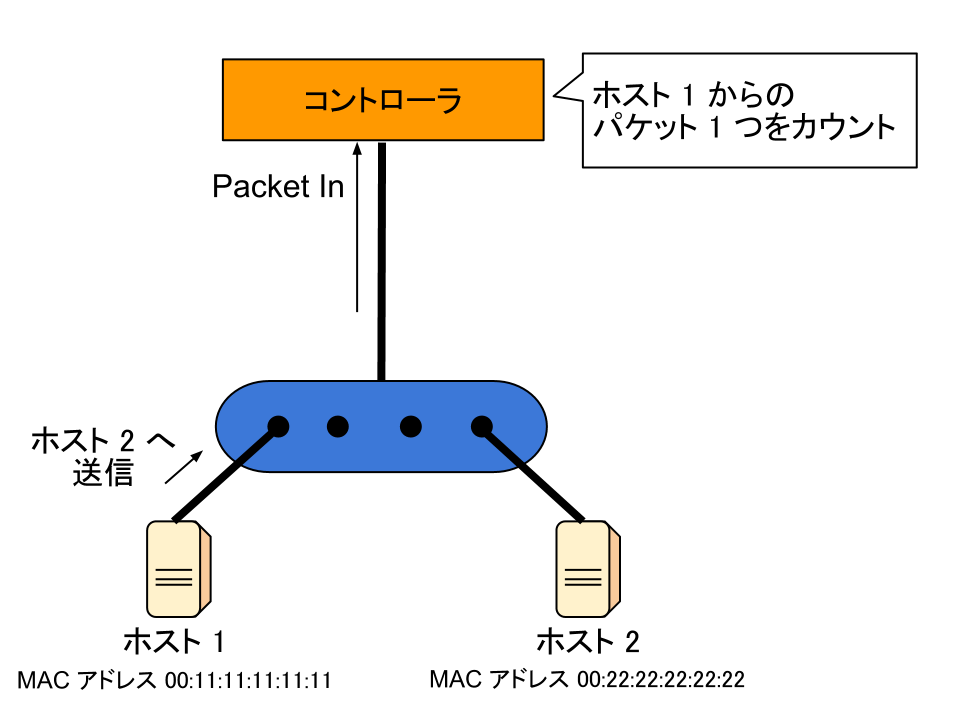 コントローラ
ホスト 1 からの
パケット 1 つをカウント
Packet In
ホスト 2 へ
送信
ホスト 1
MAC アドレス 00:11:11:11:11:11
ホスト 2
MAC アドレス 00:22:22:22:22:22